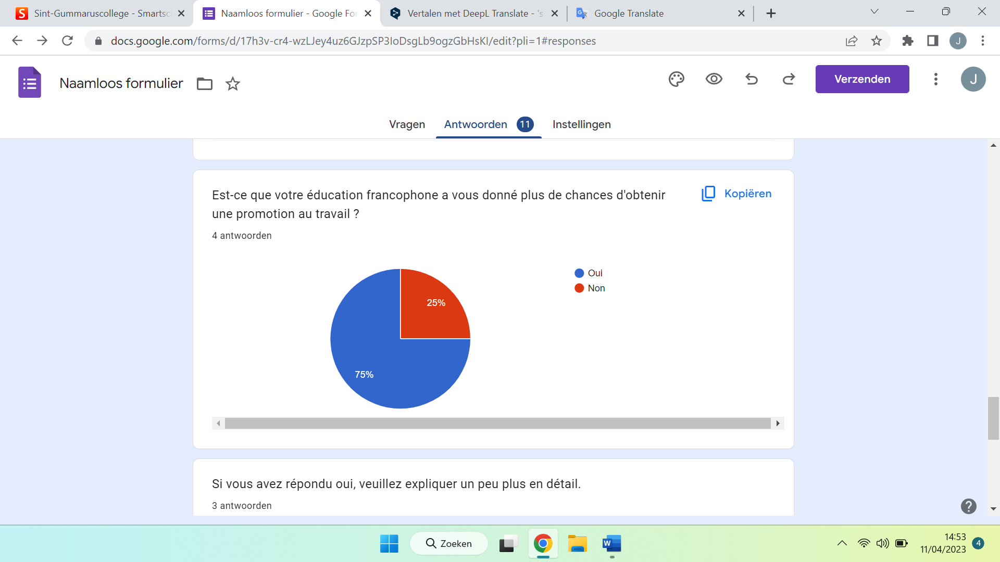 Sint-Gummaruscollege - Smartsc
Naamloos formulier - Google For
Vertalen met DeepL Translate - 's
Google Translate
docs.google.com/forms/d/17h3v-cr4-wzLJey4uz6GJzpSP3IoDsgLb9ogzGbHsKI/edit?pli=1#responses
J
Naamloos formulier
Verzenden
J
Vragen
Antwoorden 11
Instellingen
Est-ce que votre éducation francophone a vous donné plus de chances d'obtenir
une promotion au travail ?
Kopiëren
4 antwoorden
Oui
Non
25%
75%
Si vous avez répondu oui, veuillez expliquer un peu plus en détail.
3 antwoorden
Zoeken
14:53
11/04/2023
4